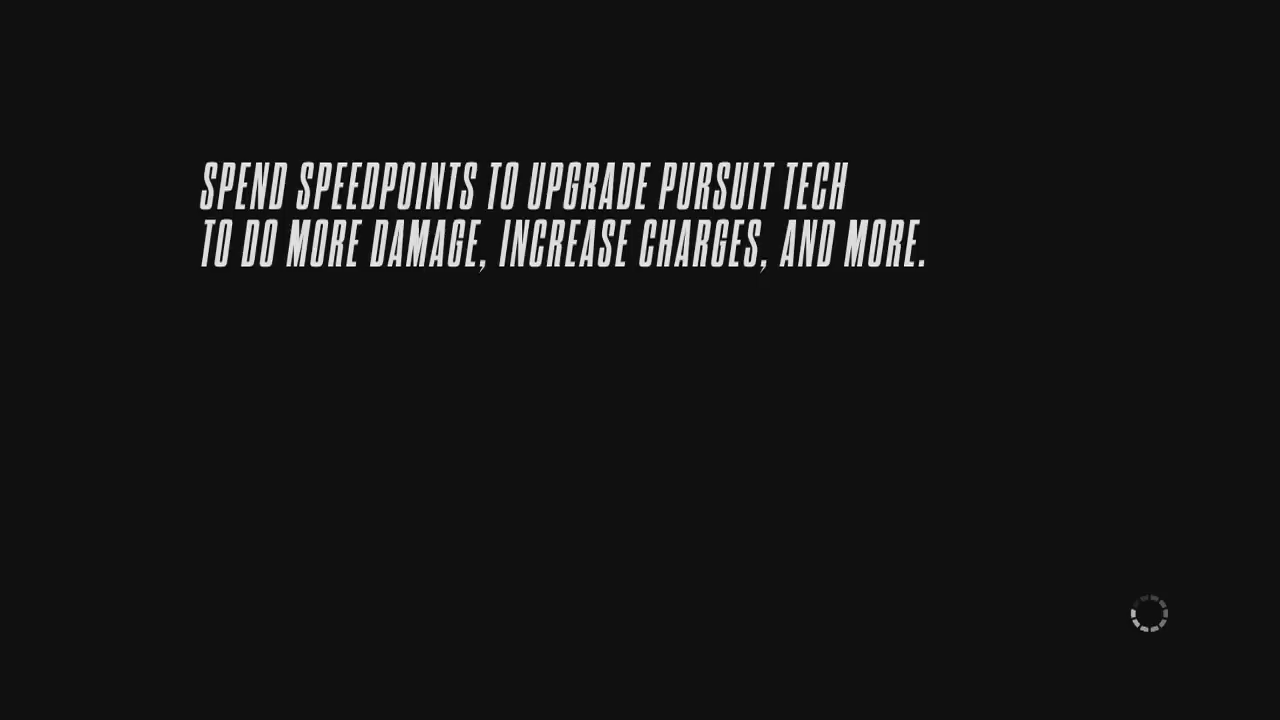 SPEND SPEEDPOINTS TO UPGRADE PURSUIT TECH
TO DO MORE DAMAGE, INCREASE CHARGES, AND MORE.